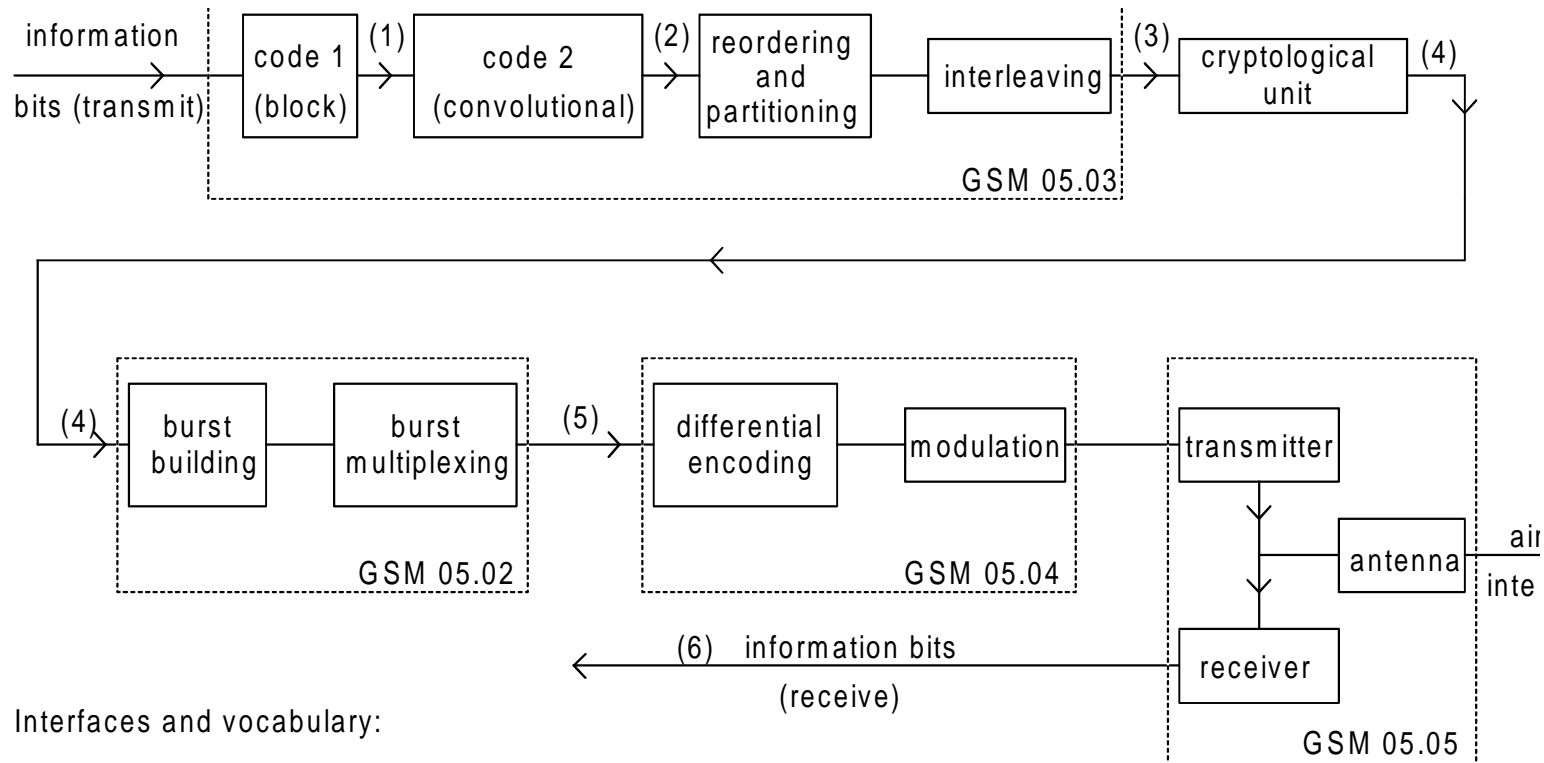 information
bits (transmit)
code 1
(block)
(1)
code 2
(convolutional)
(2)
reordering
and
partitioning
interleaving
(3)
cryptological
unit
(4)
GSM 05.03
(4)
burst
building
burst
multiplexing
(5)
differential
encoding
modulation
transmitter
antenna
air
inte
GSM 05.02
GSM 05.04
(6) information bits
(receive)
receiver
GSM 05.05
Interfaces and vocabulary: